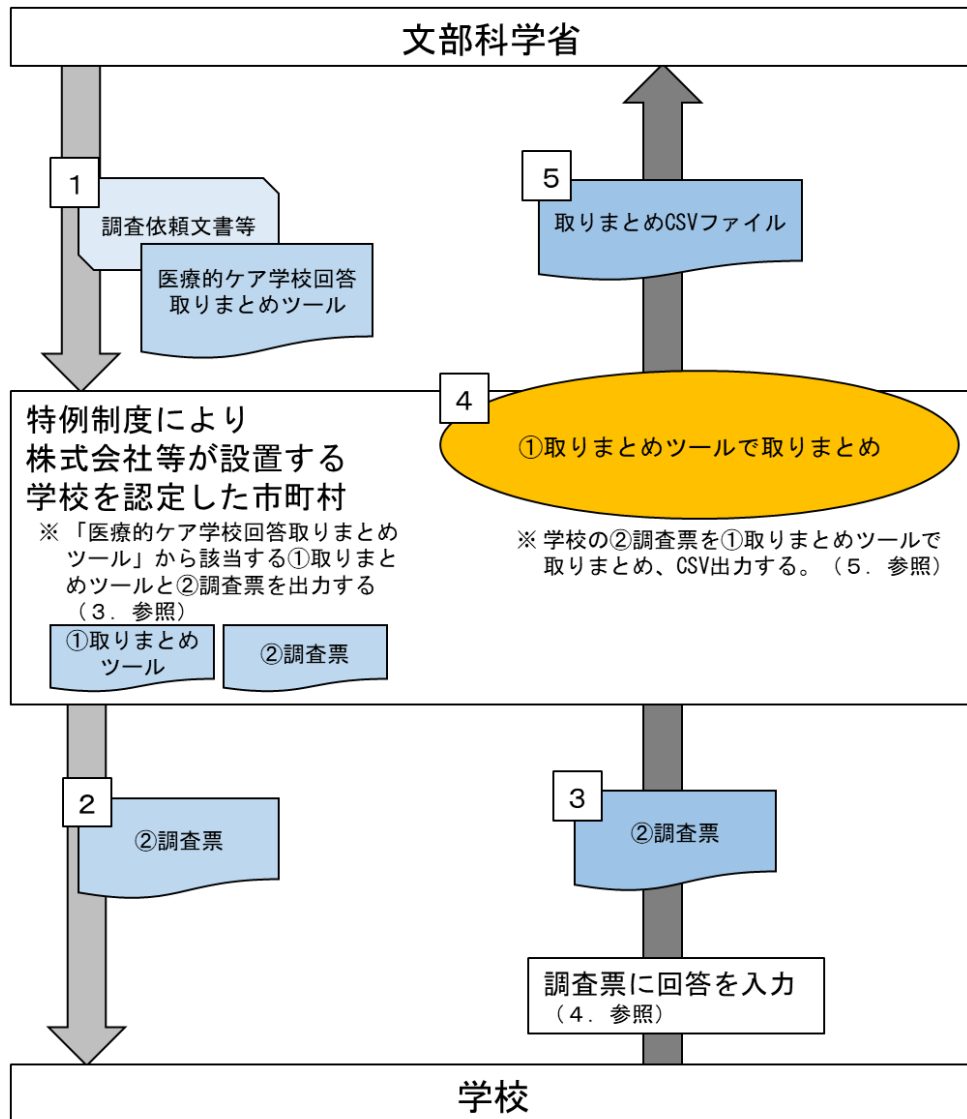 文部科学省
1
調査依頼文書等
医療的ケア学校回答
取りまとめツール
5
取りまとめCSVファイル
特例制度により
株式会社等が設置する
学校を認定した市町村
※ 「医療的ケア学校回答取りまとめ
ツール」から該当する①取りまと
めツールと②調査票を出力する
（３．参照）
①取りまとめ
ツール
②調査票
4
①取りまとめツールで取りまとめ
※ 学校の②調査票を①取りまとめツールで
取りまとめ、CSV出力する。（５．参照）
2
②調査票
3
②調査票
調査票に回答を入力
（４．参照）
学校